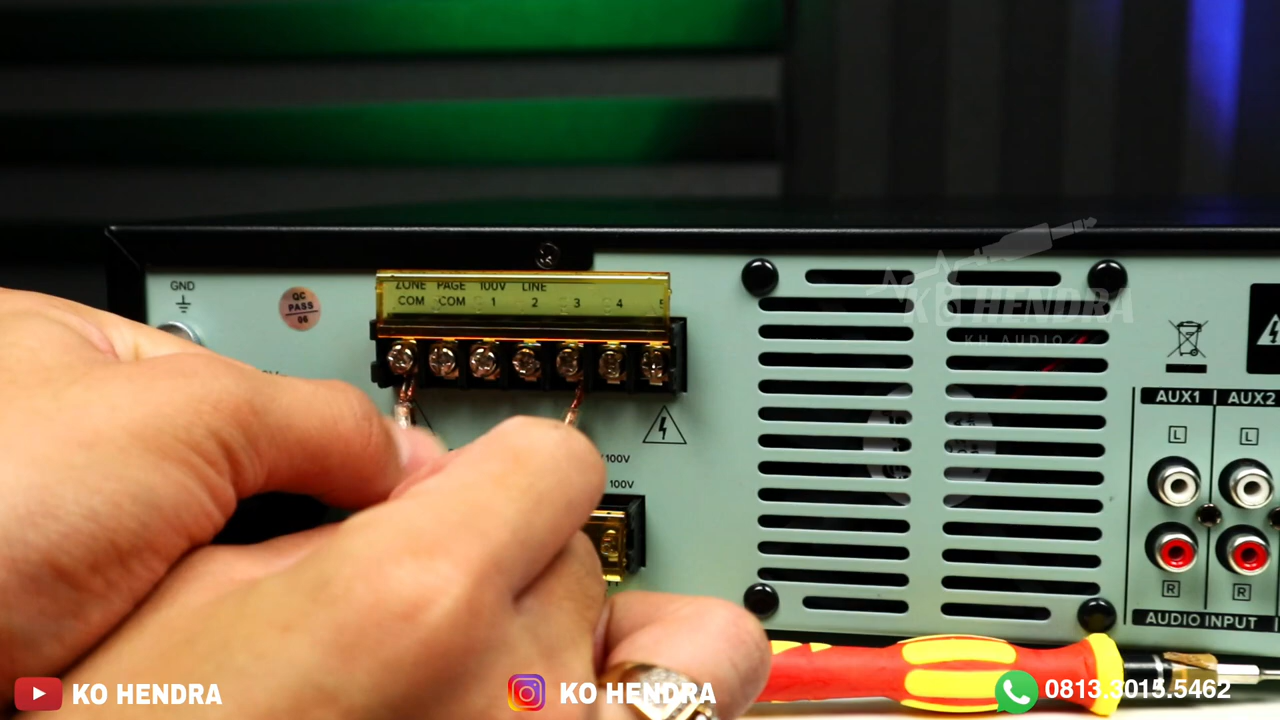 GND
QC
PASS
06
ZONE PAGE 100V LINE
COM COM 1 2 3 4 5
100V
100V
KO HENDRA
KH AUDIO
AUX1 AUX2
L L
R R
AUDIO INPUT
KO HENDRA
KO HENDRA
0813.3015.5462